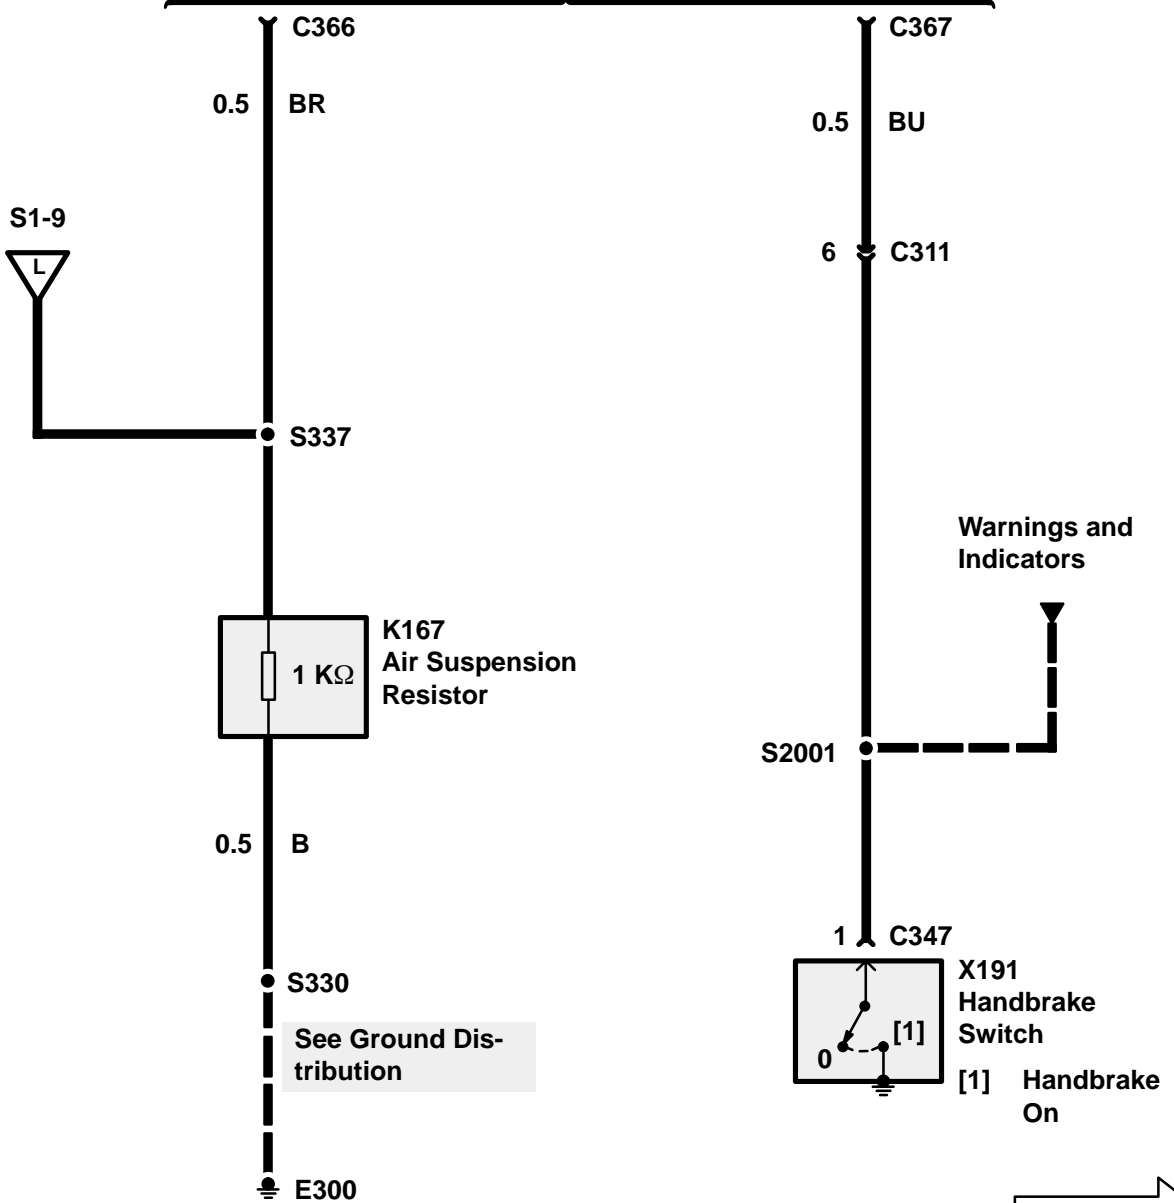 C366
C367
0.5 BR
0.5 BU
S1-9
L
6 C311
S337
Warnings and
Indicators
K167
Air Suspension
Resistor
1 KΩ
S2001
0.5 B
1 C347
S330
X191
Handbrake
Switch
See Ground Dis-
tribution
[1]
0
[1] Handbrake
On
E300